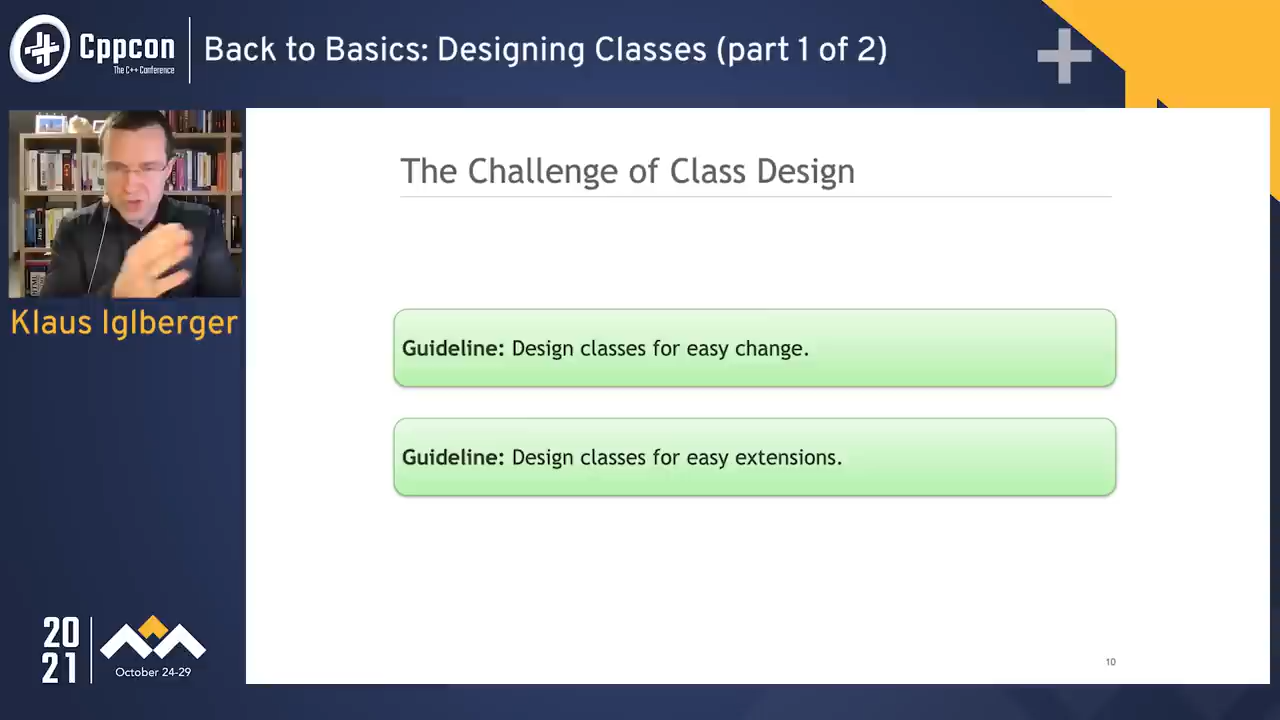 Cppcon
The C++ Conference
Back to Basics: Designing Classes (part 1 of 2)
Klaus Iglberger
The Challenge of Class Design
Guideline: Design classes for easy change.
Guideline: Design classes for easy extensions.
20
21
October 24-29
10